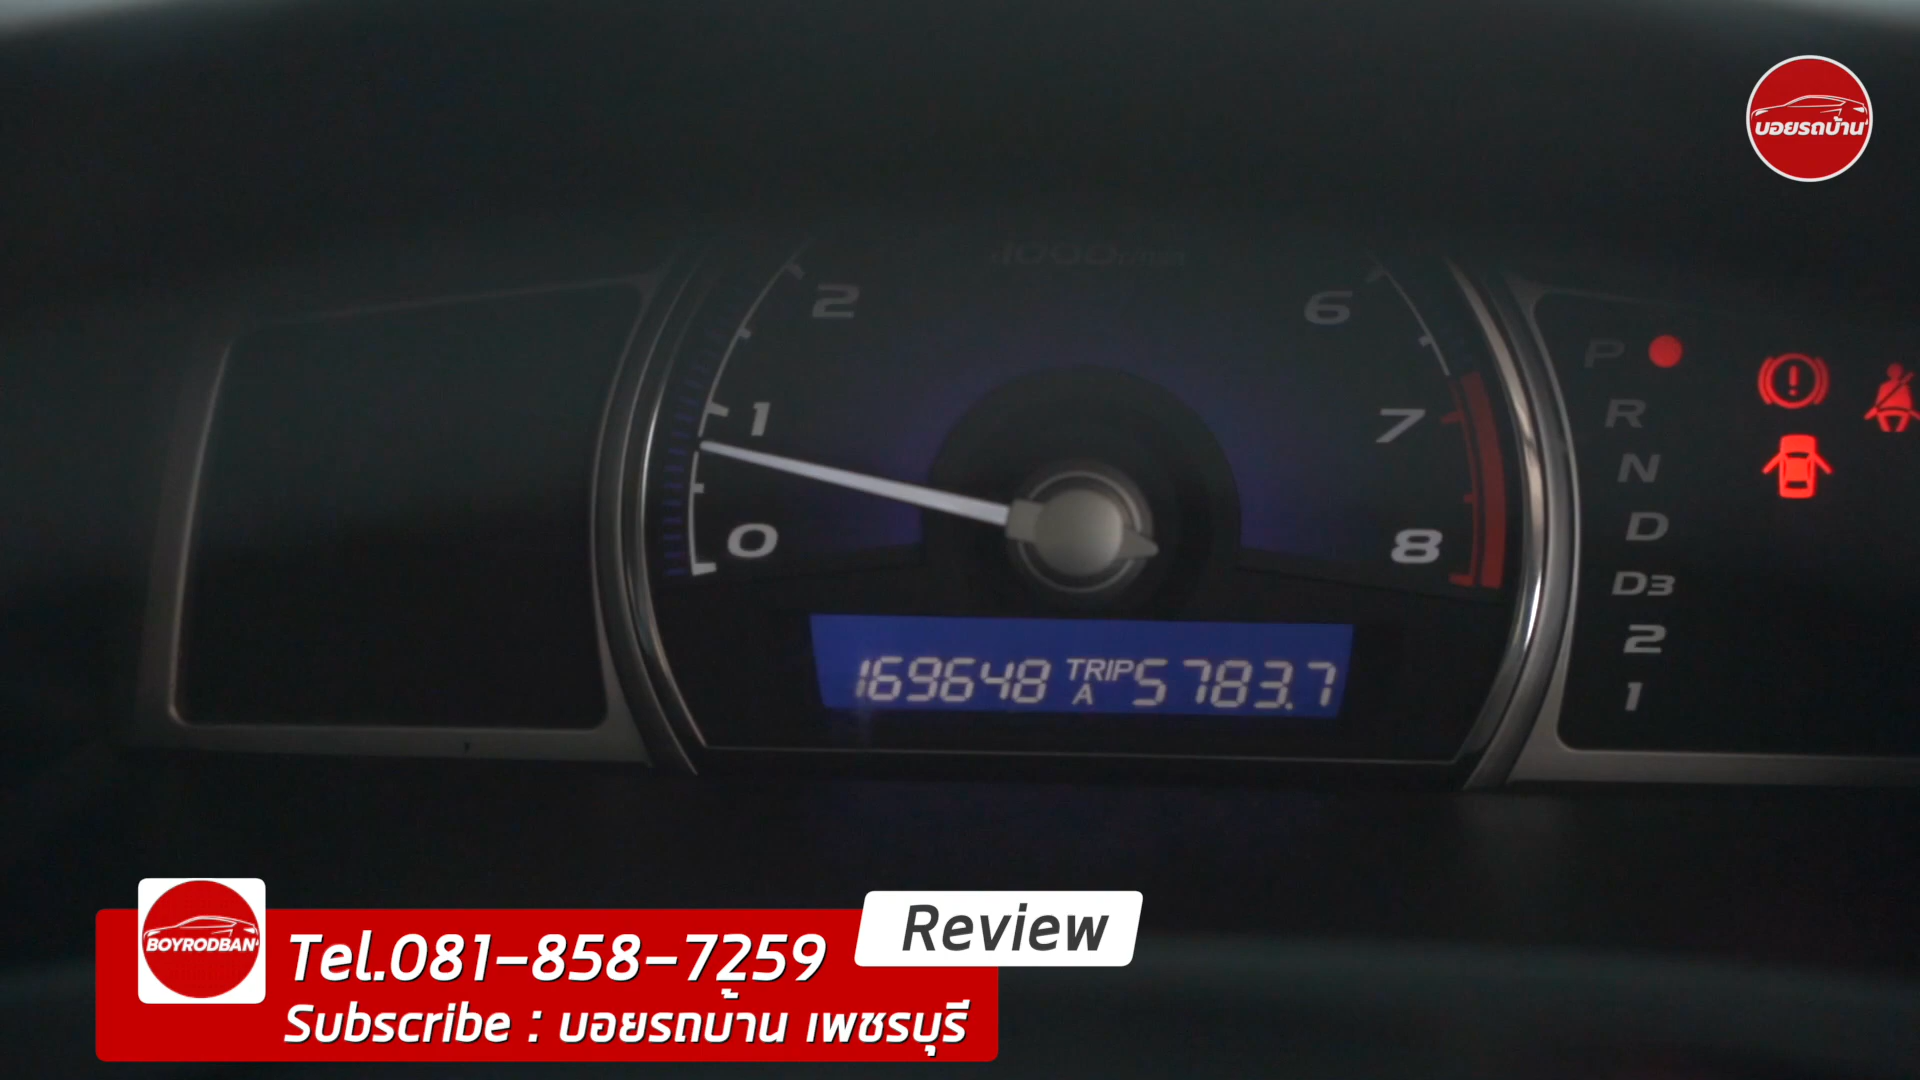 บอยรถบ้าน
1000r/min
2
6
1
7
0
8
P
R
N
D
D3
2
1
169648 TRIP A 5783.7
Review
BOYRODBAN
Tel.081-858-7259
Subscribe : บอยรถบ้าน เพชรบุรี